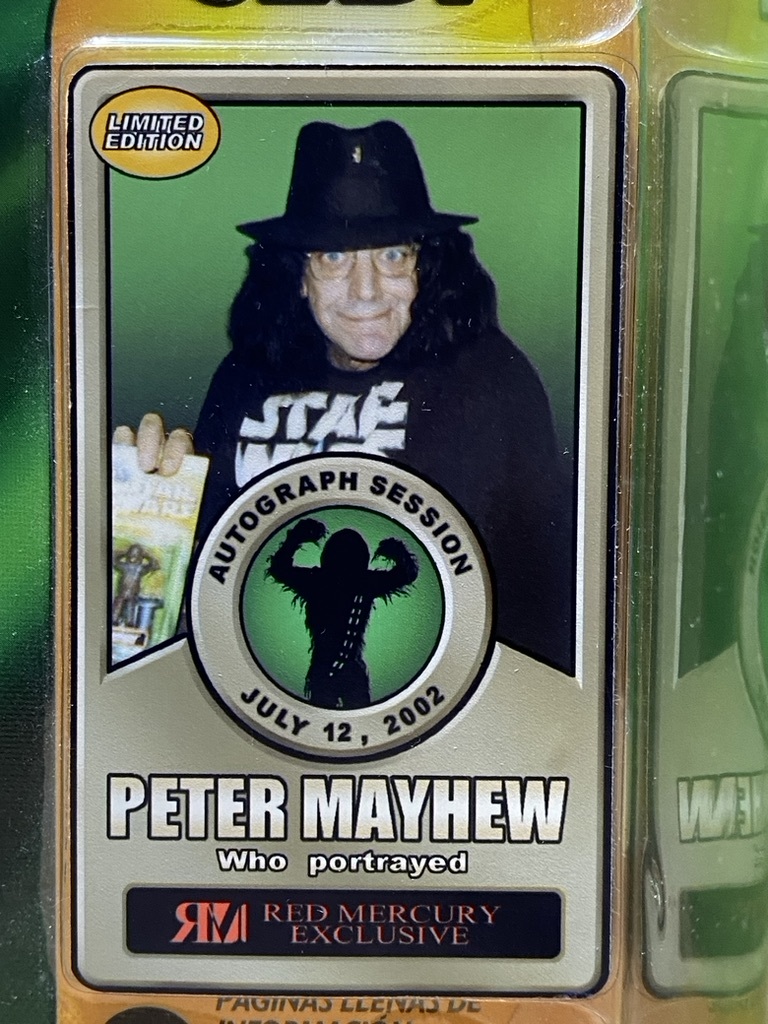 LIMITED
EDITION
STAR
WARS
AUTOGRAPH SESSION
JULY 12, 2002
PETER MAYHEW
Who portrayed
RM RED MERCURY
EXCLUSIVE
PAGINAS LLENAS DE
INFORMACIÓN